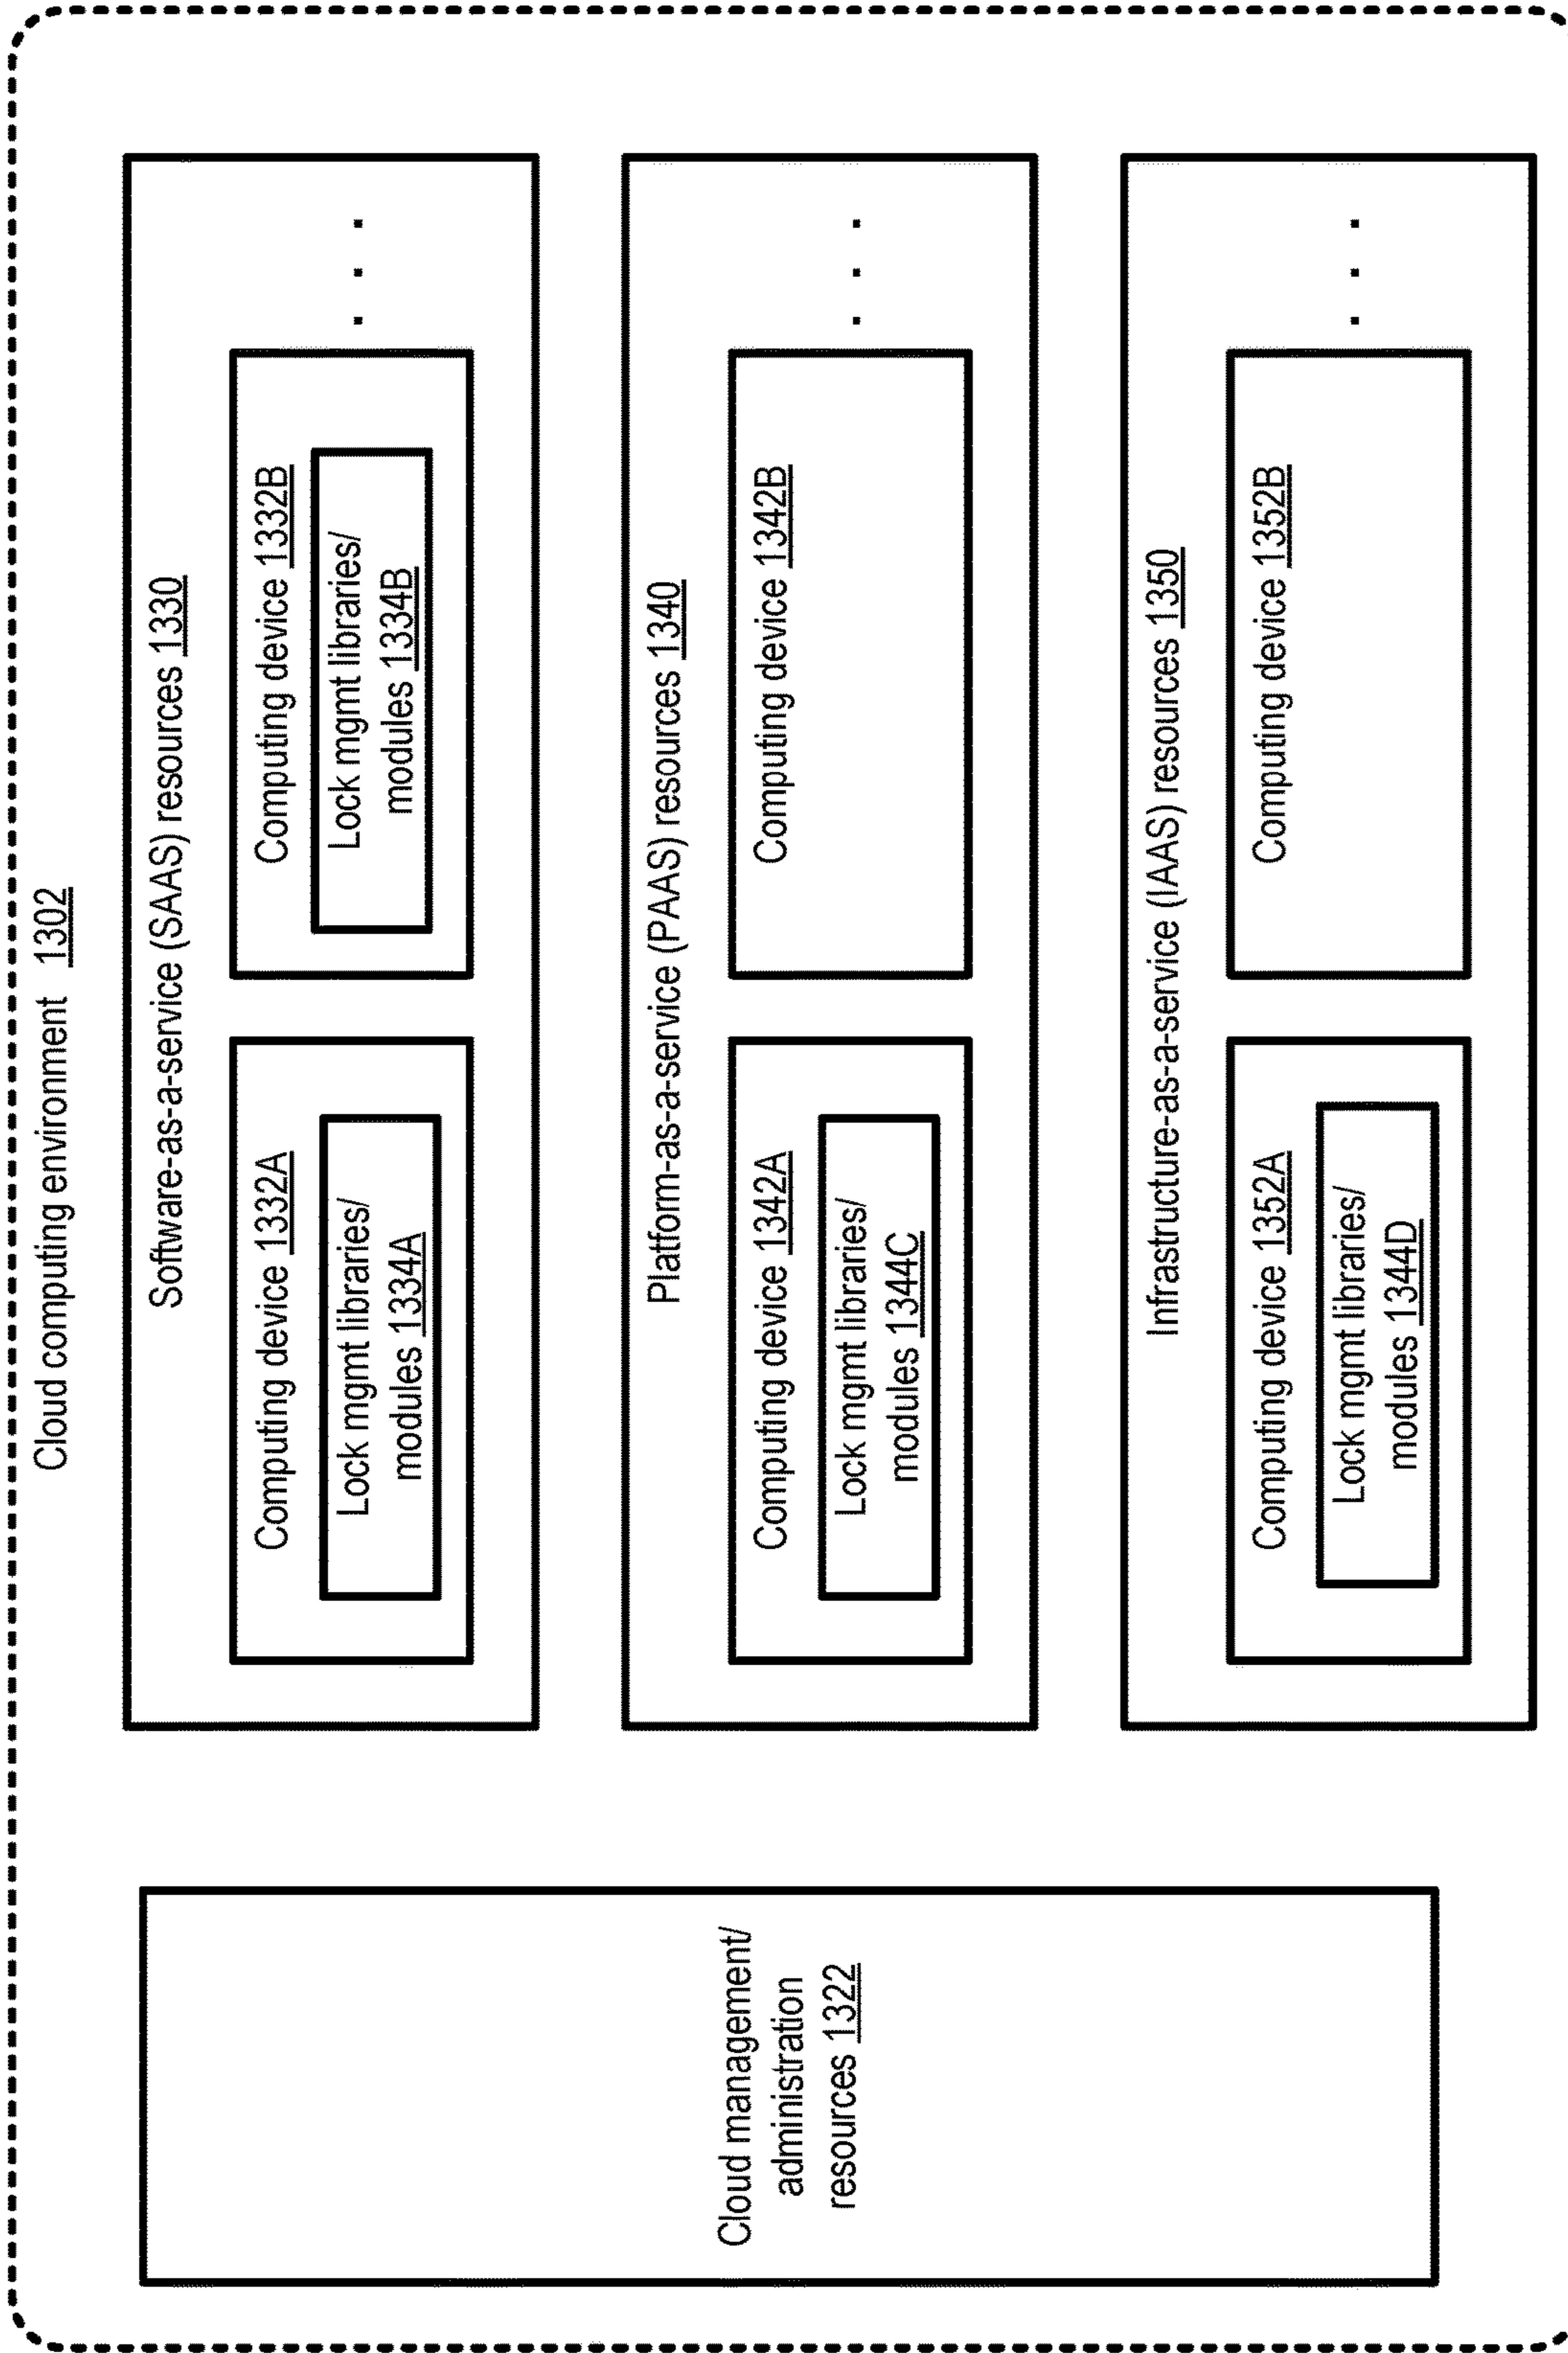 Cloud computing environment 1302
Cloud management/
administration
resources 1322
Software-as-a-service (SAAS) resources 1330
Computing device 1332A
Lock mgmt libraries/
modules 1334A
Computing device 1332B
Lock mgmt libraries/
modules 1334B
. . .
Platform-as-a-service (PAAS) resources 1340
Computing device 1342A
Lock mgmt libraries/
modules 1344C
Computing device 1342B
. . .
Infrastructure-as-a-service (IAAS) resources 1350
Computing device 1352A
Lock mgmt libraries/
modules 1344D
Computing device 1352B
. . .